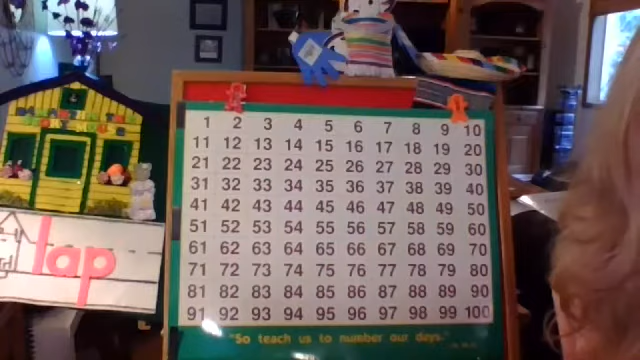 1 2 3 4 5 6 7 8 9 10
11 12 13 14 15 16 17 18 19 20
21 22 23 24 25 26 27 28 29 30
31 32 33 34 35 36 37 38 39 40
41 42 43 44 45 46 47 48 49 50
51 52 53 54 55 56 57 58 59 60
61 62 63 64 65 66 67 68 69 70
71 72 73 74 75 76 77 78 79 80
81 82 83 84 85 86 87 88 89 90
91 92 93 94 95 96 97 98 99 100
"So teach us to number our days."
lap